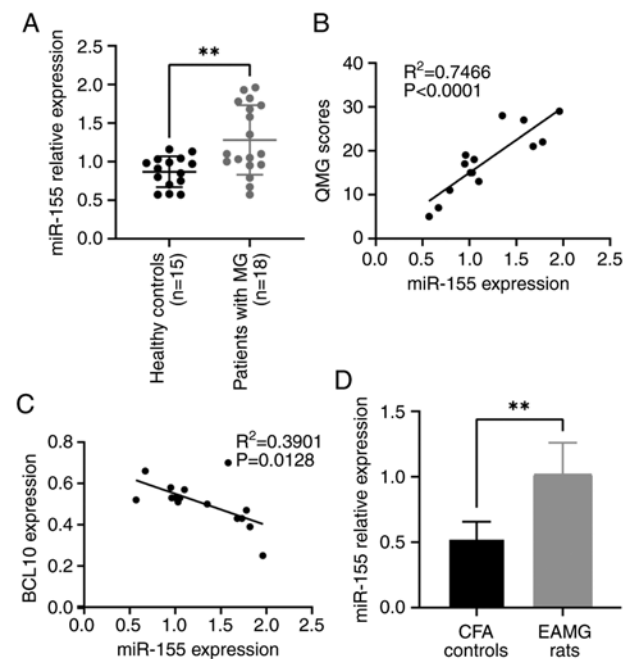 A
**
miR-155 relative expression
2.5
2.0
1.5
1.0
0.5
0.0
Healthy controls
(n=15)
Patients with MG
(n=18)
B
R²=0.7466
P<0.0001
QMG scores
40
30
20
10
0
0.0 0.5 1.0 1.5 2.0 2.5
miR-155 expression
C
R²=0.3901
P=0.0128
BCL10 expression
0.8
0.6
0.4
0.2
0.0
0.0 0.5 1.0 1.5 2.0 2.5
miR-155 expression
D
**
miR-155 relative expression
1.5
1.0
0.5
0.0
CFA
controls
EAMG
rats